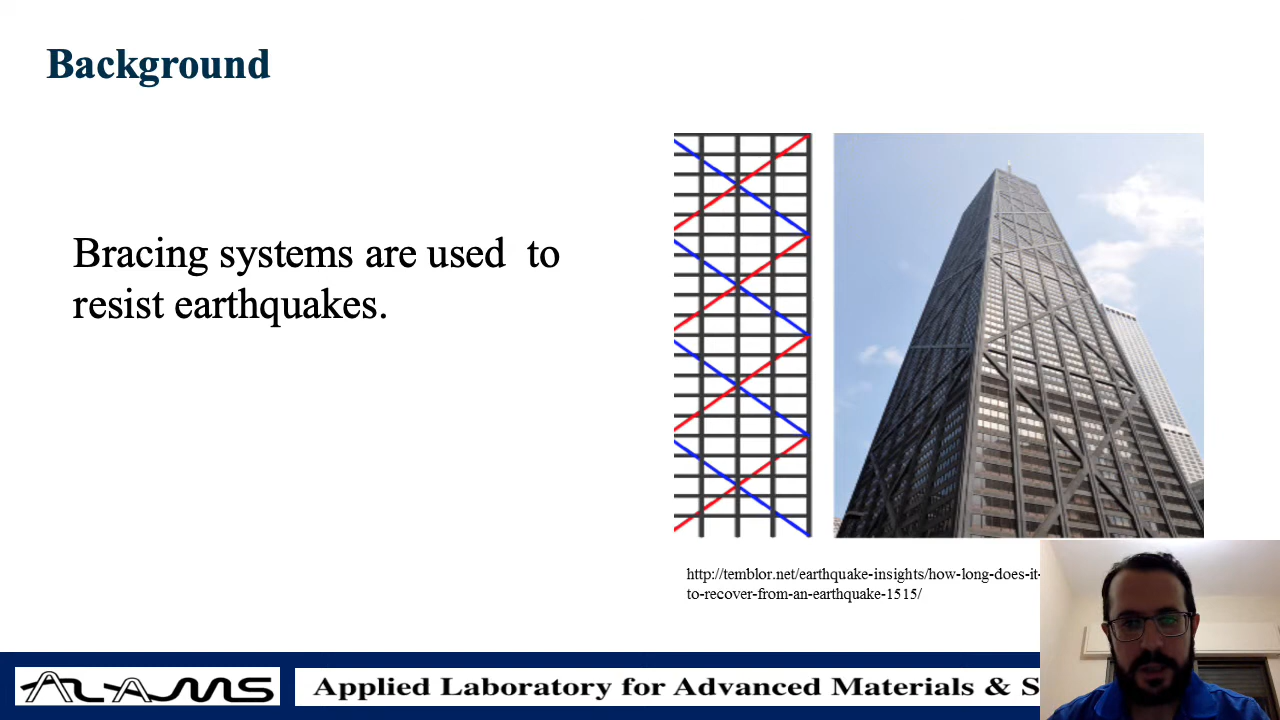 Background
Bracing systems are used  to
resist earthquakes.
http://temblor.net/earthquake-insights/how-long-does-it-
to-recover-from-an-earthquake-1515/
ALAMS
Applied Laboratory for Advanced Materials & S